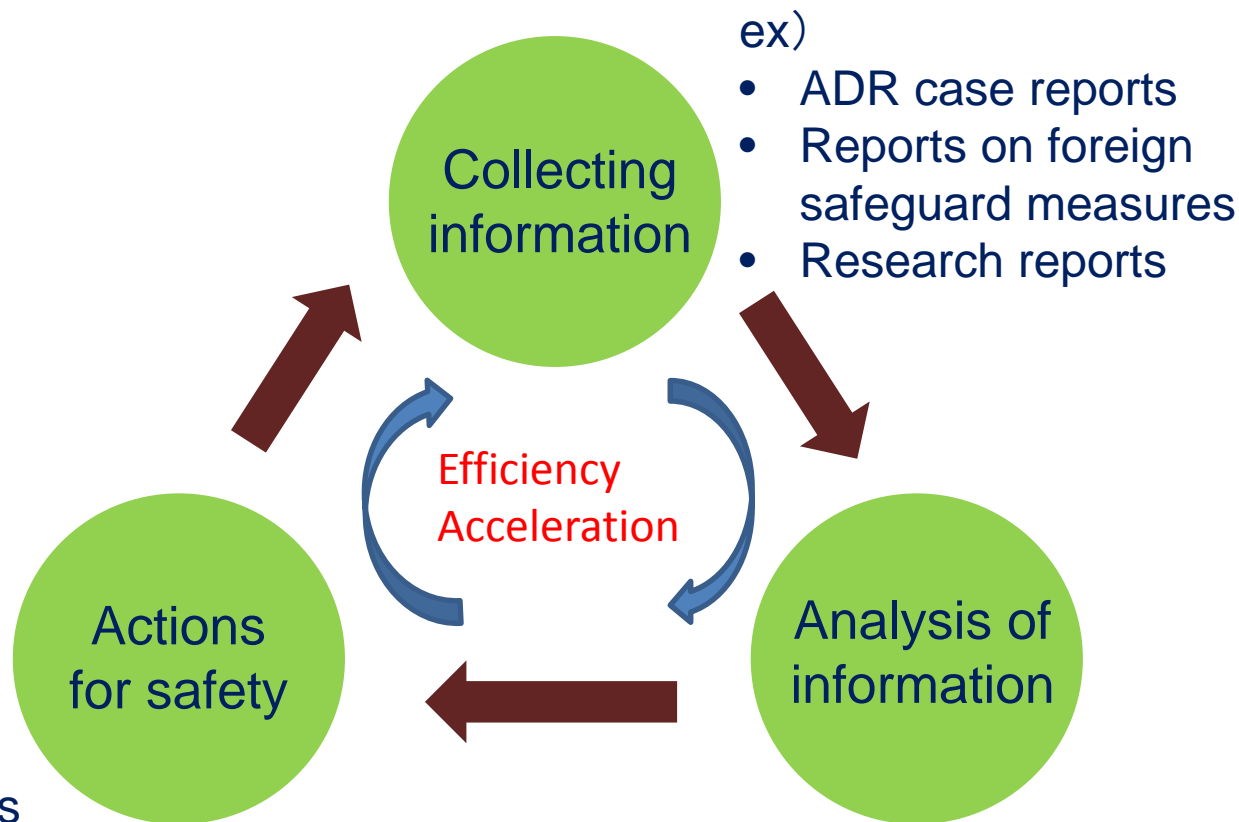 ex）
• ADR case reports
• Reports on foreign
safeguard measures
• Research reports
Collecting
information
Efficiency
Acceleration
Actions
for safety
Analysis of
information
s